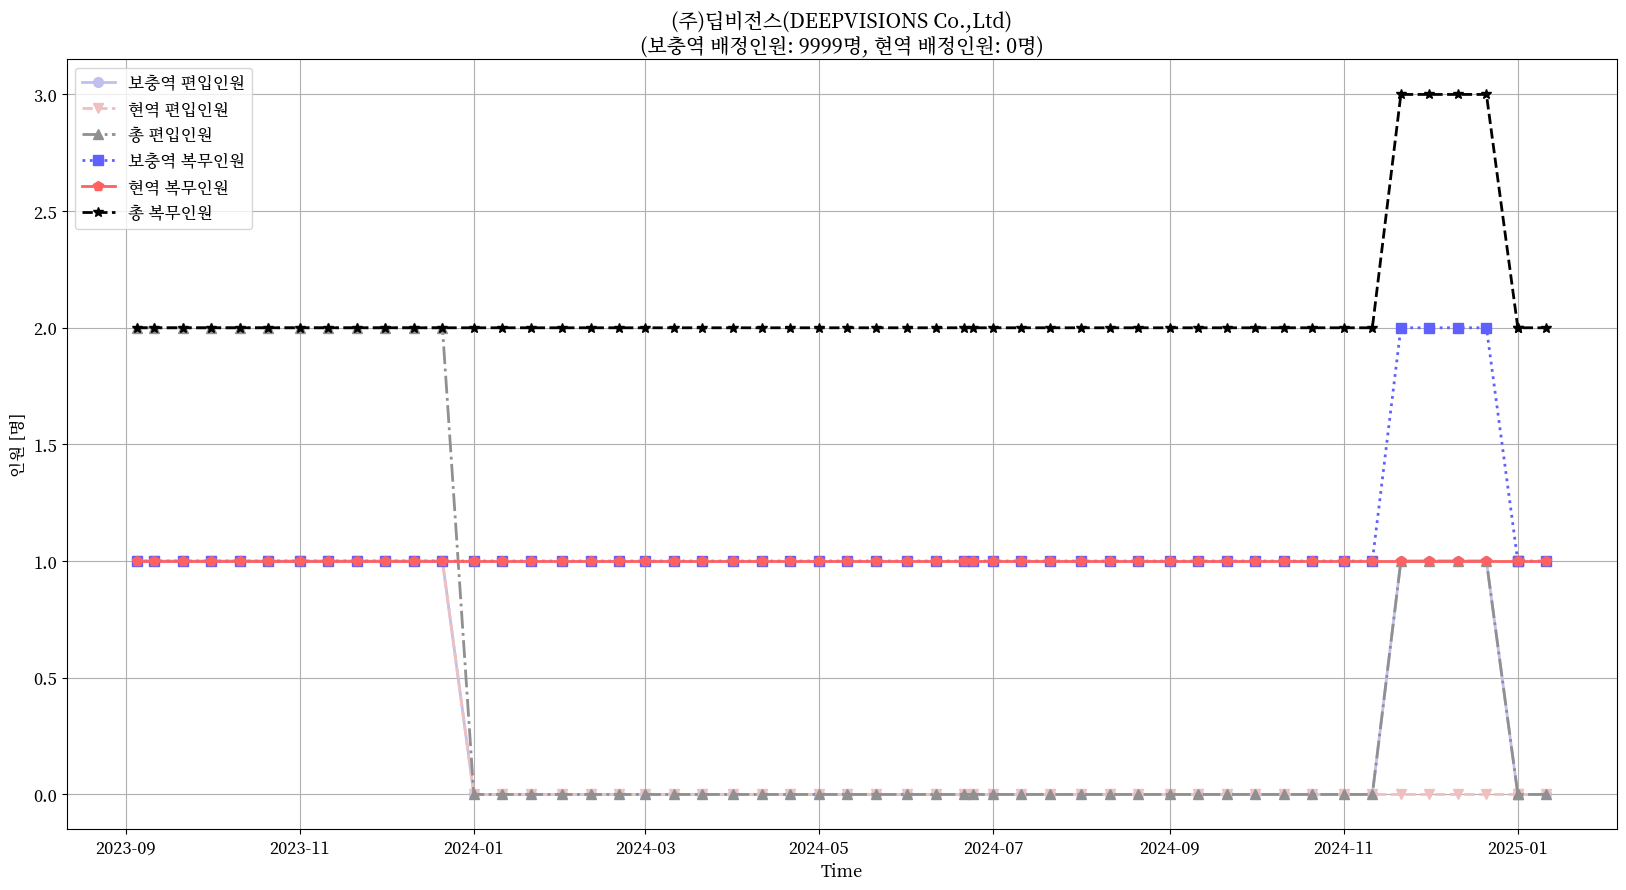 (주)딥비전스(DEEPVISIONS Co.,Ltd)
(보충역 배정인원: 9999명, 현역 배정인원: 0명)
보충역 편입인원
현역 편입인원
총 편입인원
보충역 복무인원
현역 복무인원
총 복무인원
3.0
2.5
2.0
1.5
1.0
0.5
0.0
인원 [명]
2023-09
2023-11
2024-01
2024-03
2024-05
2024-07
2024-09
2024-11
2025-01
Time